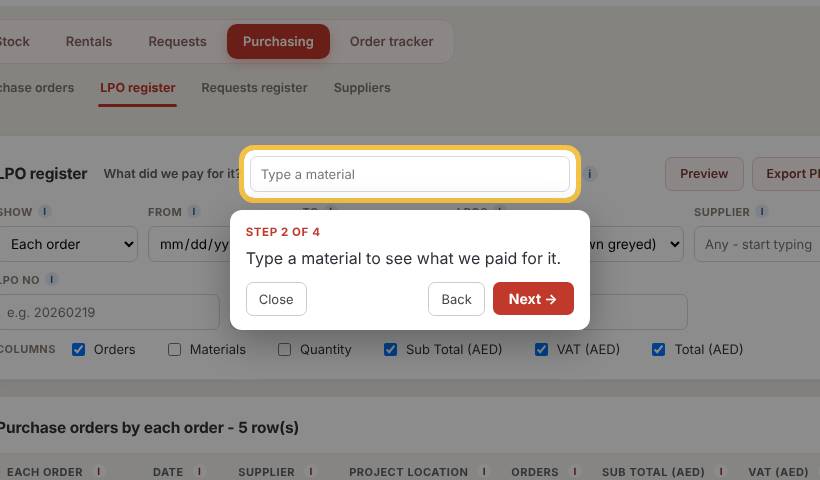 Stock Rentals Requests Purchasing Order tracker
chase orders LPO register Requests register Suppliers
LPO register What did we pay for it? Type a material i Preview Export
SHOW i FROM i SUPPLIER i
Each order mm/dd/yy wn greyed) Any - start typing
STEP 2 OF 4
Type a material to see what we paid for it.
LPO NO i
Close Back Next →
e.g. 20260219
COLUMNS Orders Materials Quantity Sub Total (AED) VAT (AED) Total (AED)
Purchase orders by each order - 5 row(s)
EACH ORDER I DATE I SUPPLIER I PROJECT LOCATION I ORDERS I SUB TOTAL (AED) I VAT (AED)